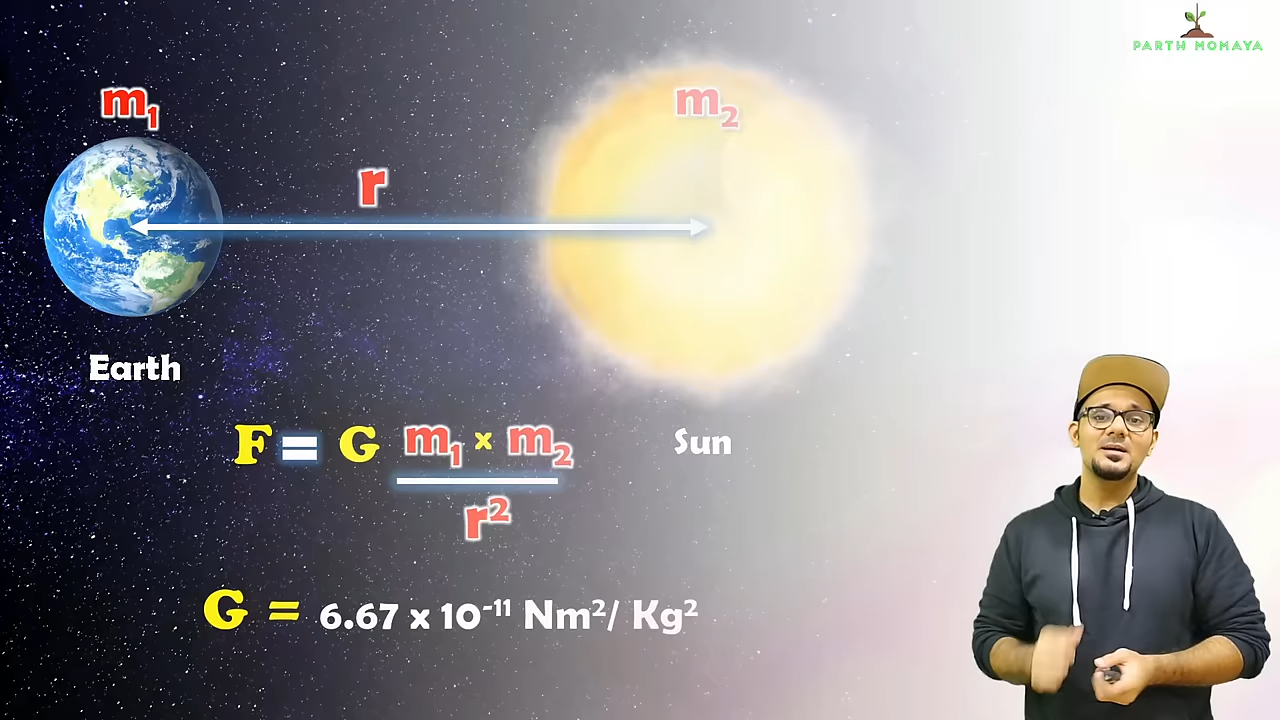 PARTH MOMAYA
m₁
m₂
r
Earth
Sun
F = G m₁ × m₂
r²
G = 6.67 x 10⁻¹¹ Nm²/ Kg²